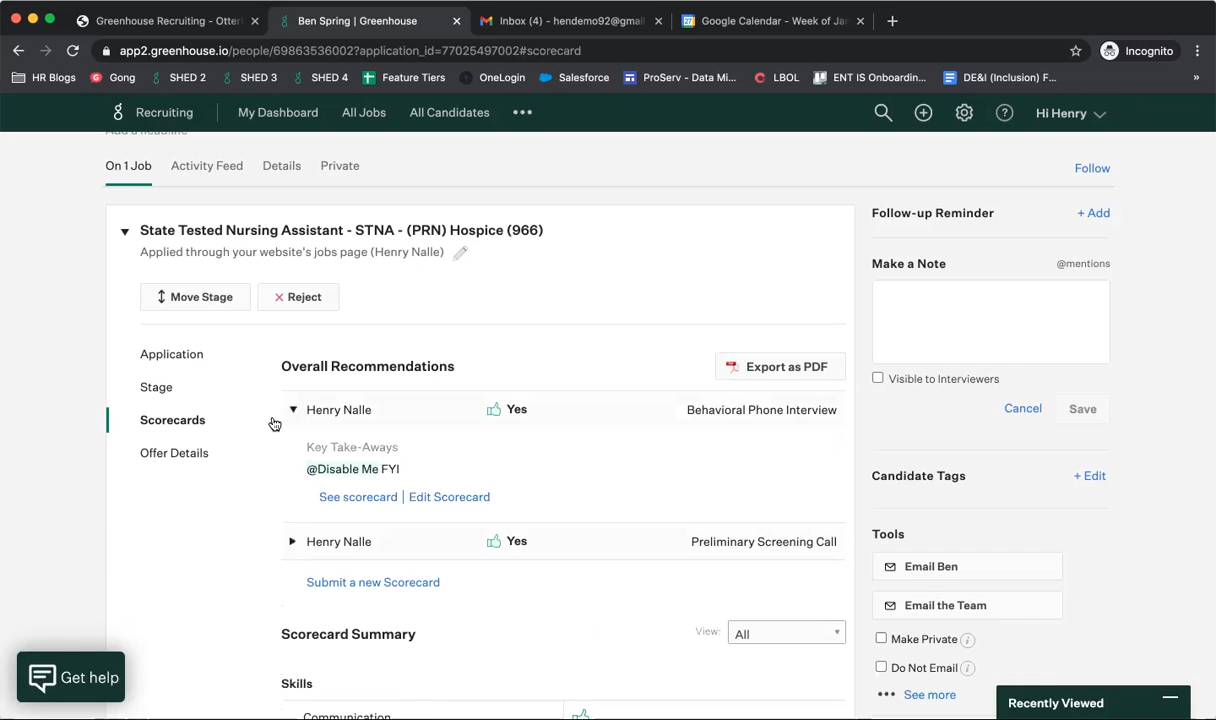 Greenhouse Recruiting - Otter
Ben Spring | Greenhouse
Inbox (4) - hendemo92@gmail
Google Calendar - Week of Jan
app2.greenhouse.io/people/69863536002?application_id=77025497002#scorecard
Incognito
HR Blogs
Gong
SHED 2
SHED 3
SHED 4
Feature Tiers
OneLogin
Salesforce
ProServ - Data Mi...
LBOL
ENT IS Onboardin...
DE&I (Inclusion) F...
»
Recruiting
My Dashboard
All Jobs
All Candidates
•••
Hi Henry
Add a headline
On 1 Job
Activity Feed
Details
Private
Follow
State Tested Nursing Assistant - STNA - (PRN) Hospice (966)
Applied through your website's jobs page (Henry Nalle)
Move Stage
Reject
Application
Stage
Scorecards
Offer Details
Overall Recommendations
Export as PDF
Henry Nalle Yes Behavioral Phone Interview
Key Take-Aways
@Disable Me FYI
See scorecard | Edit Scorecard
Henry Nalle Yes Preliminary Screening Call
Submit a new Scorecard
Scorecard Summary
View: All
Skills
Communication
Follow-up Reminder
+ Add
Make a Note
@mentions
Visible to Interviewers
Cancel
Save
Candidate Tags
+ Edit
Tools
Email Ben
Email the Team
Make Private i
Do Not Email i
••• See more
Get help
Recently Viewed